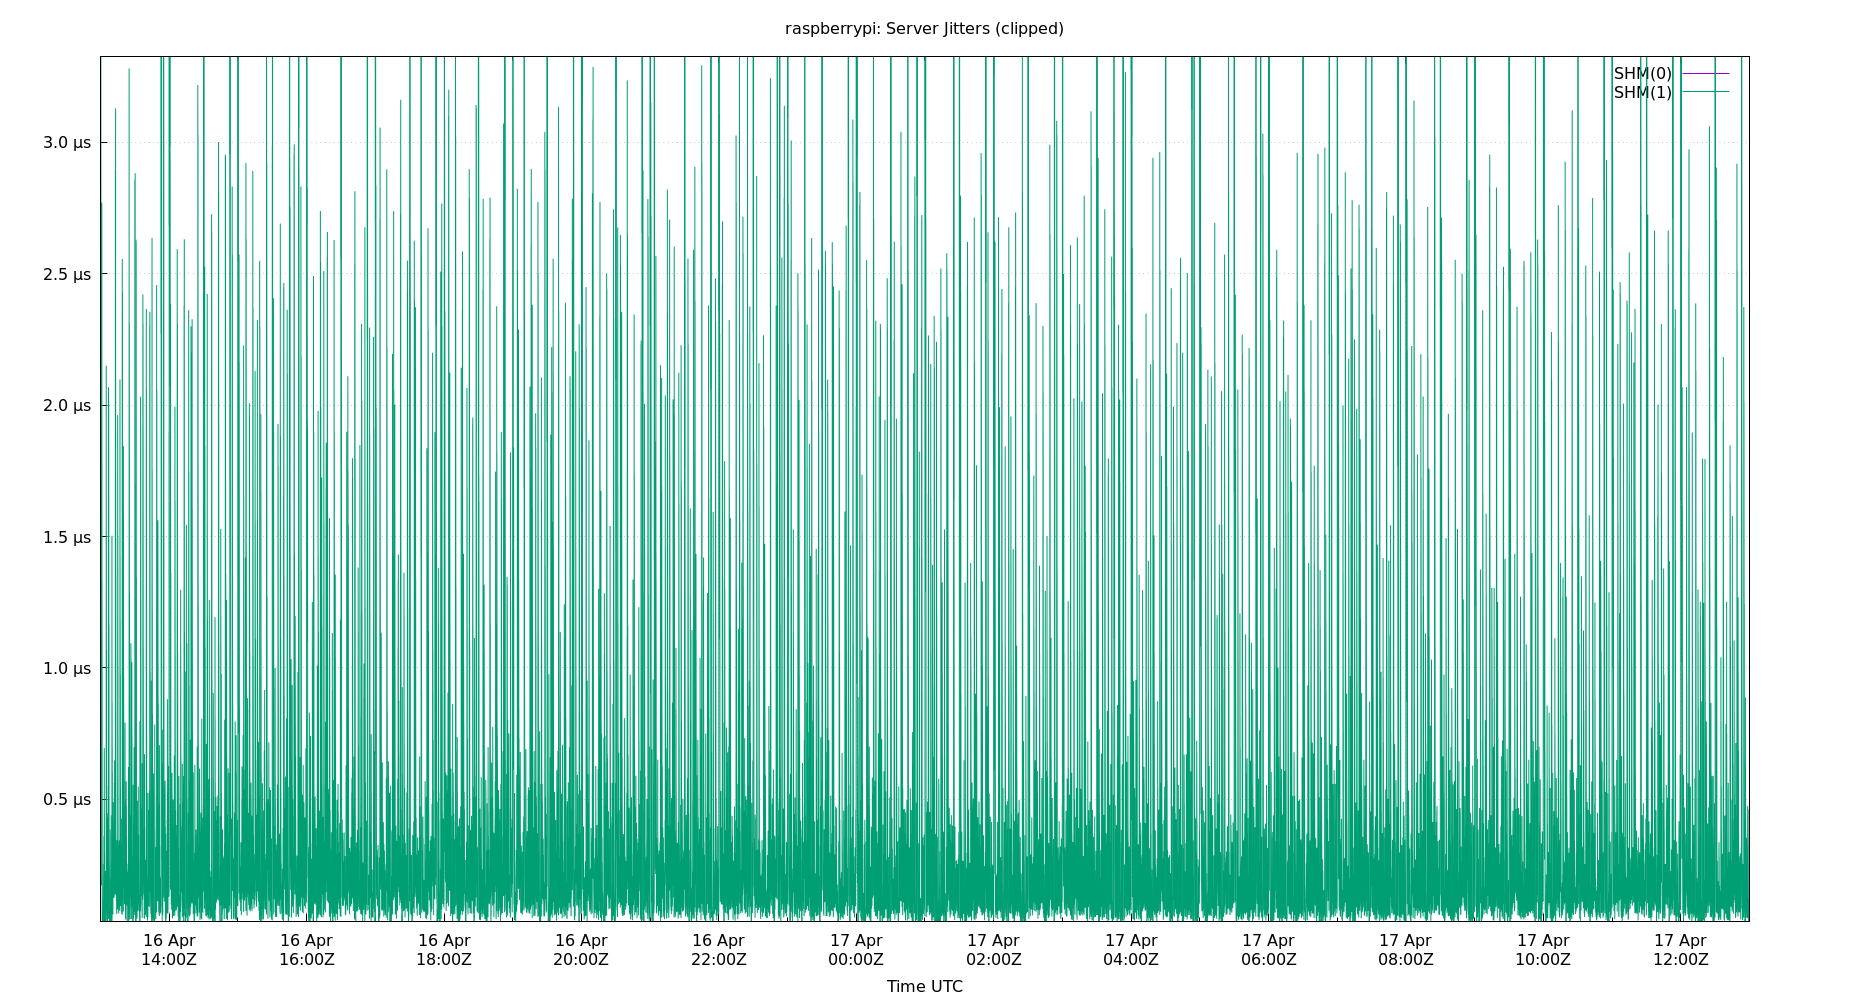 raspberrypi: Server Jitters (clipped)
SHM(0)
SHM(1)
3.0 µs
2.5 µs
2.0 µs
1.5 µs
1.0 µs
0.5 µs
16 Apr 16 Apr 16 Apr 16 Apr 16 Apr 17 Apr 17 Apr 17 Apr 17 Apr 17 Apr 17 Apr 17 Apr
14:00Z 16:00Z 18:00Z 20:00Z 22:00Z 00:00Z 02:00Z 04:00Z 06:00Z 08:00Z 10:00Z 12:00Z
Time UTC